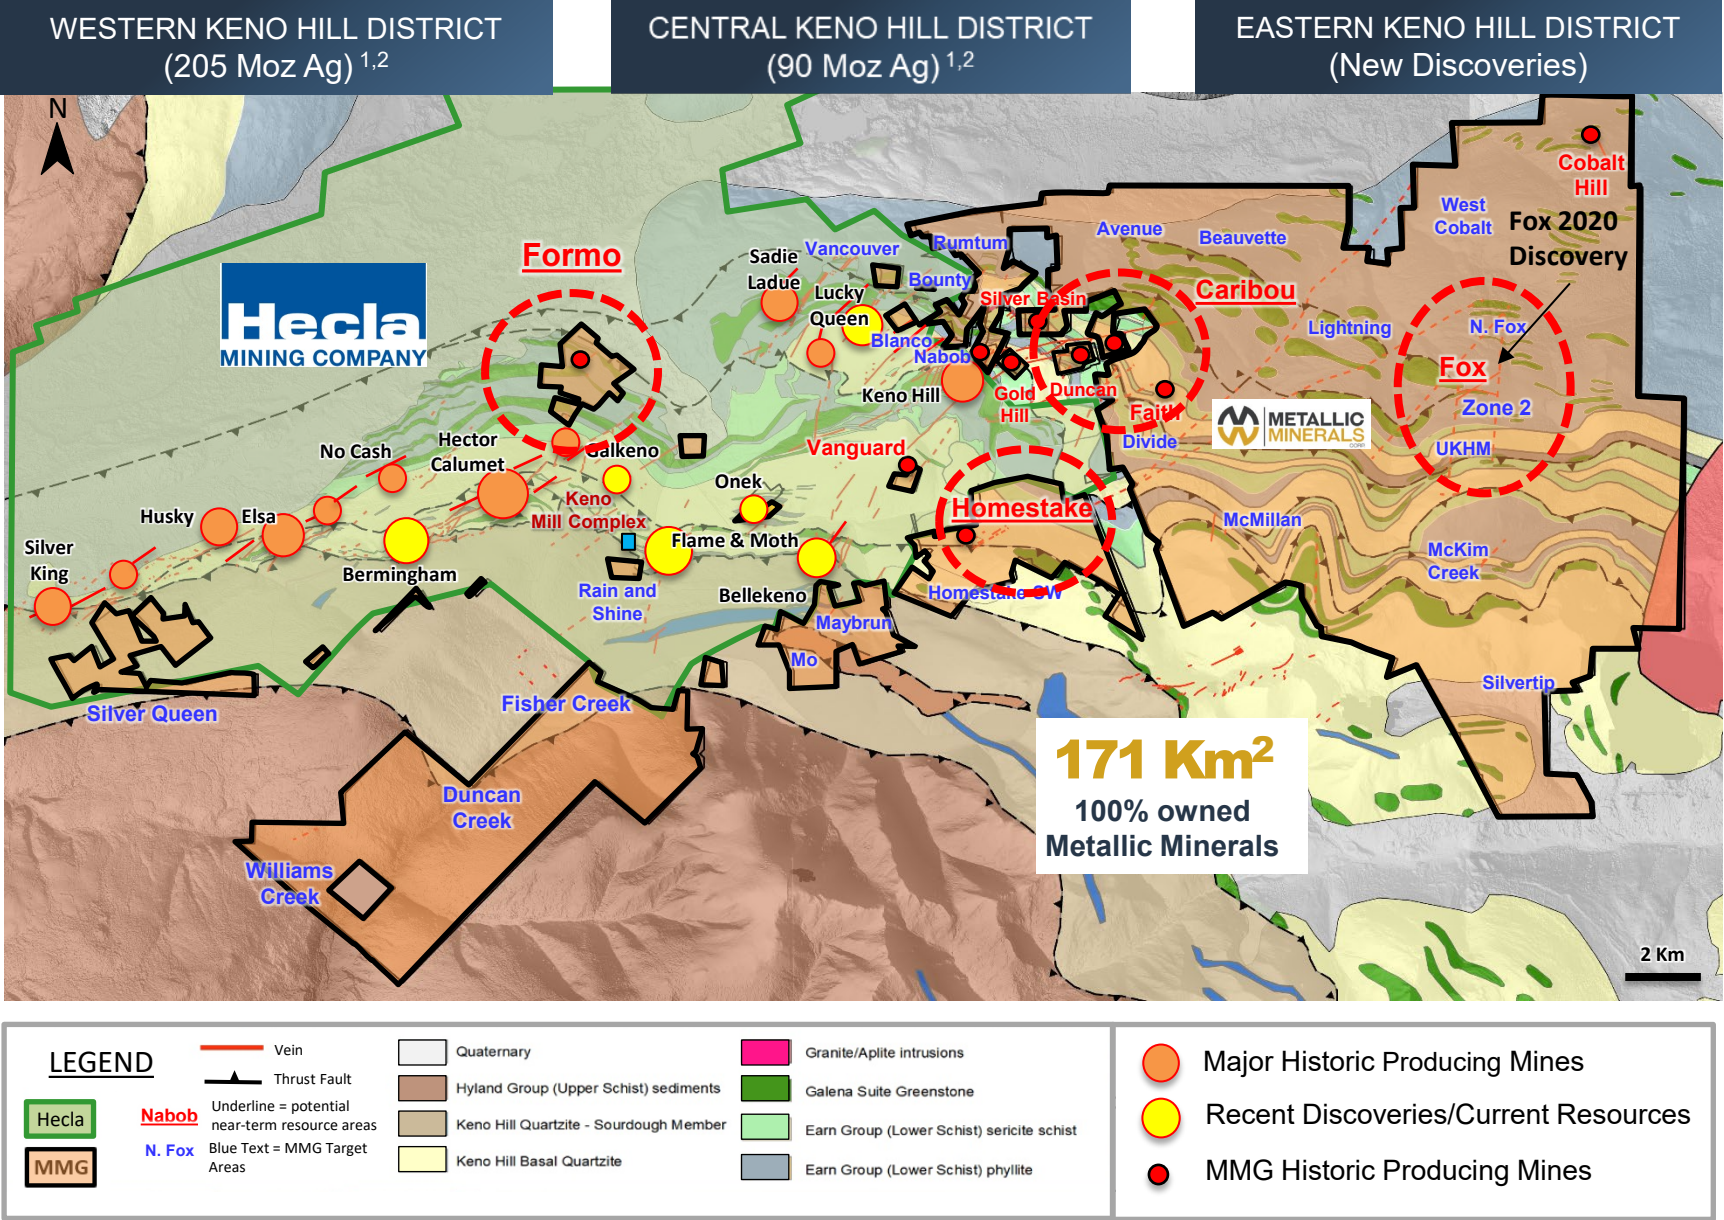 WESTERN KENO HILL DISTRICT
(205 Moz Ag) 1,2
CENTRAL KENO HILL DISTRICT
(90 Moz Ag) 1,2
EASTERN KENO HILL DISTRICT
(New Discoveries)
N
Cobalt
Hill
West
Cobalt
Fox 2020
Discovery
Avenue
Beauvette
Rumtum
Vancouver
Sadie
Ladue
Formo
Bounty
Lucky
Queen
Silver Basin
Caribou
Hecla
MINING COMPANY
Lightning
N. Fox
Blanco
Nabob
Fox
Keno Hill
Gold
Hill
Duncan
Faith
Zone 2
METALLIC
MINERALS
CORP.
Divide
UKHM
Vanguard
No Cash
Hector
Calumet
Galkeno
Onek
Keno
Mill Complex
Homestake
Husky
Elsa
McMillan
Flame & Moth
Silver
King
Bermingham
McKim
Creek
Rain and
Shine
Bellekeno
Homestake SW
Maybrun
Mo
Silvertip
Silver Queen
Fisher Creek
171 Km2
100% owned
Metallic Minerals
Duncan
Creek
Williams
Creek
2 Km
LEGEND
Vein
Thrust Fault
Hecla
MMG
Nabob
Underline = potential
near-term resource areas
N. Fox
Blue Text = MMG Target
Areas
Quaternary
Hyland Group (Upper Schist) sediments
Keno Hill Quartzite - Sourdough Member
Keno Hill Basal Quartzite
Granite/Aplite intrusions
Galena Suite Greenstone
Earn Group (Lower Schist) sericite schist
Earn Group (Lower Schist) phyllite
Major Historic Producing Mines
Recent Discoveries/Current Resources
MMG Historic Producing Mines